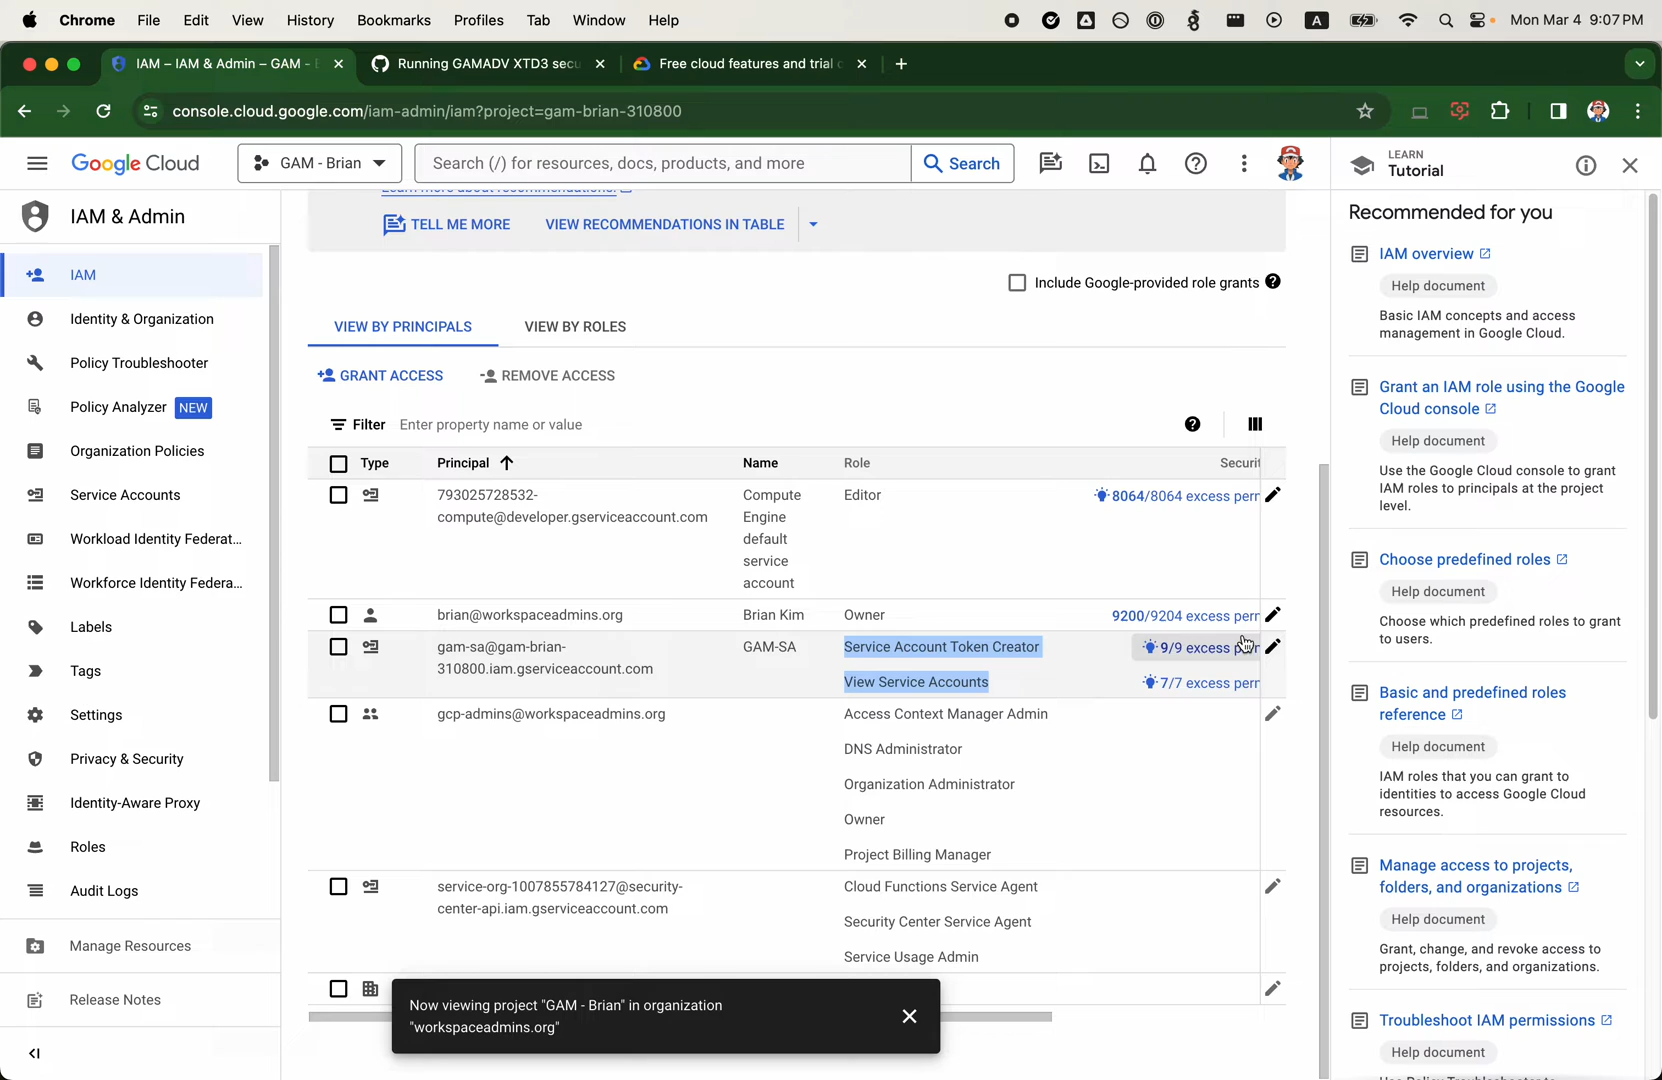 Chrome File Edit View History Bookmarks Profiles Tab Window Help A Mon Mar 4 9:07 PM
IAM – IAM & Admin – GAM - Running GAMADV XTD3 secu Free cloud features and trial
console.cloud.google.com/iam-admin/iam?project=gam-brian-310800
Google Cloud GAM - Brian Search (/) for resources, docs, products, and more Search
LEARN
Tutorial
IAM & Admin
IAM
Identity & Organization
Policy Troubleshooter
Policy Analyzer NEW
Organization Policies
Service Accounts
Workload Identity Federat...
Workforce Identity Federa...
Labels
Tags
Settings
Privacy & Security
Identity-Aware Proxy
Roles
Audit Logs
Manage Resources
Release Notes
Learn more about recommendations.
TELL ME MORE VIEW RECOMMENDATIONS IN TABLE
Include Google-provided role grants
VIEW BY PRINCIPALS VIEW BY ROLES
GRANT ACCESS REMOVE ACCESS
Filter Enter property name or value
Type Principal Name Role Securit
793025728532- Compute Editor 8064/8064 excess perr
compute@developer.gserviceaccount.com Engine
default
service
account
brian@workspaceadmins.org Brian Kim Owner 9200/9204 excess perr
gam-sa@gam-brian- GAM-SA Service Account Token Creator 9/9 excess
310800.iam.gserviceaccount.com
View Service Accounts 7/7 excess perr
gcp-admins@workspaceadmins.org Access Context Manager Admin
DNS Administrator
Organization Administrator
Owner
Project Billing Manager
service-org-1007855784127@security- Cloud Functions Service Agent
center-api.iam.gserviceaccount.com
Security Center Service Agent
Service Usage Admin
Now viewing project "GAM - Brian" in organization
"workspaceadmins.org"
Recommended for you
IAM overview
Help document
Basic IAM concepts and access
management in Google Cloud.
Grant an IAM role using the Google
Cloud console
Help document
Use the Google Cloud console to grant
IAM roles to principals at the project
level.
Choose predefined roles
Help document
Choose which predefined roles to grant
to users.
Basic and predefined roles
reference
Help document
IAM roles that you can grant to
identities to access Google Cloud
resources.
Manage access to projects,
folders, and organizations
Help document
Grant, change, and revoke access to
projects, folders, and organizations.
Troubleshoot IAM permissions
Help document